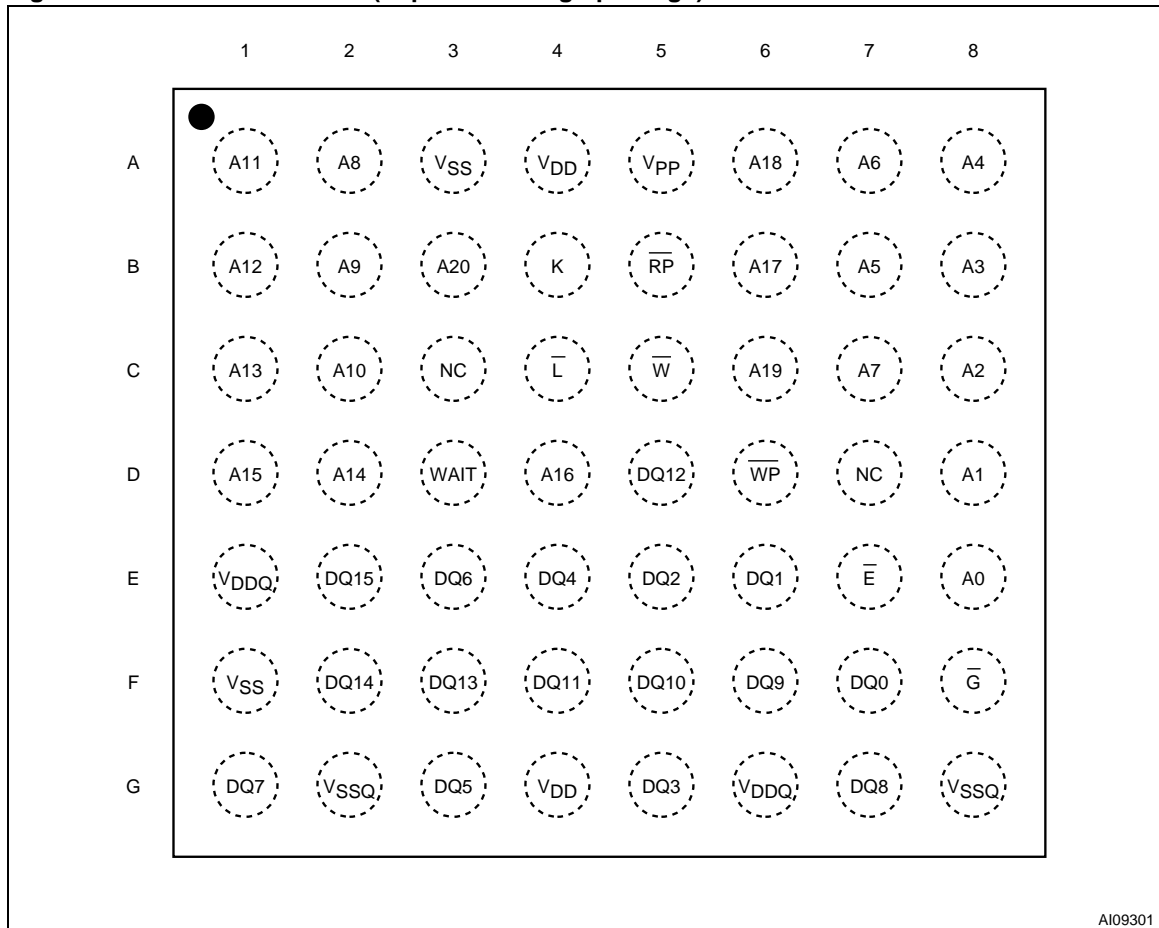 1 2 3 4 5 6 7 8
A A11 A8 VSS VDD VPP A18 A6 A4
B A12 A9 A20 K R̅P̅ A17 A5 A3
C A13 A10 NC L̅ W̅ A19 A7 A2
D A15 A14 WAIT A16 DQ12 W̅P̅ NC A1
E VDDQ DQ15 DQ6 DQ4 DQ2 DQ1 E̅ A0
F VSS DQ14 DQ13 DQ11 DQ10 DQ9 DQ0 G̅
G DQ7 VSSQ DQ5 VDD DQ3 VDDQ DQ8 VSSQ
AI09301